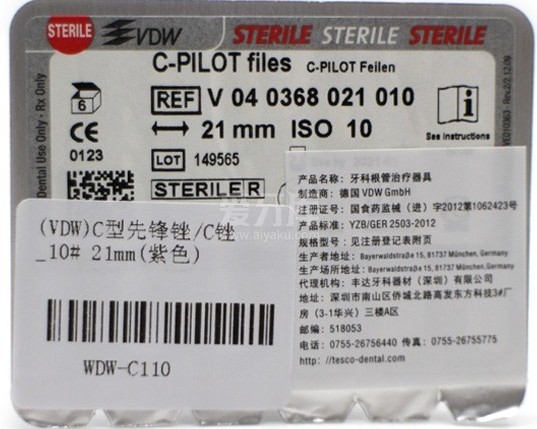 STERILE VDW STERILE STERILE STERILE
C-PILOT files C-PILOT Feilen
6
REF V 04 0368 021 010
21 mm ISO 10
See instructions
0123
LOT 149565
STERILE R
Dental Use Only · Rx Only
Rx Only
爱牙
www.aiyaku.com
(VDW)C型先锋锉/C锉
_10# 21mm(紫色)
WDW-C110
产品名称：牙科根管治疗器具
制造商：德国 VDW GmbH
注册证号：国食药监械（进）字2012第1062423号
产品标准：YZB/GER 2503-2012
规格型号：见注册登记表附页
生产者地址：Bayerwaldstraße 15, 81737 München, Germany
生产场所地址：Bayerwaldstraße 15, 81737 München, Germany
代理机构：丰达牙科器材（深圳）有限公司
地址：深圳市南山区侨城北路高发东方科技3#厂
房（3-1华兴）三楼A区
邮编：518053
电话：0755-26756440 传真：0755-26755775
http://tesco-dental.com